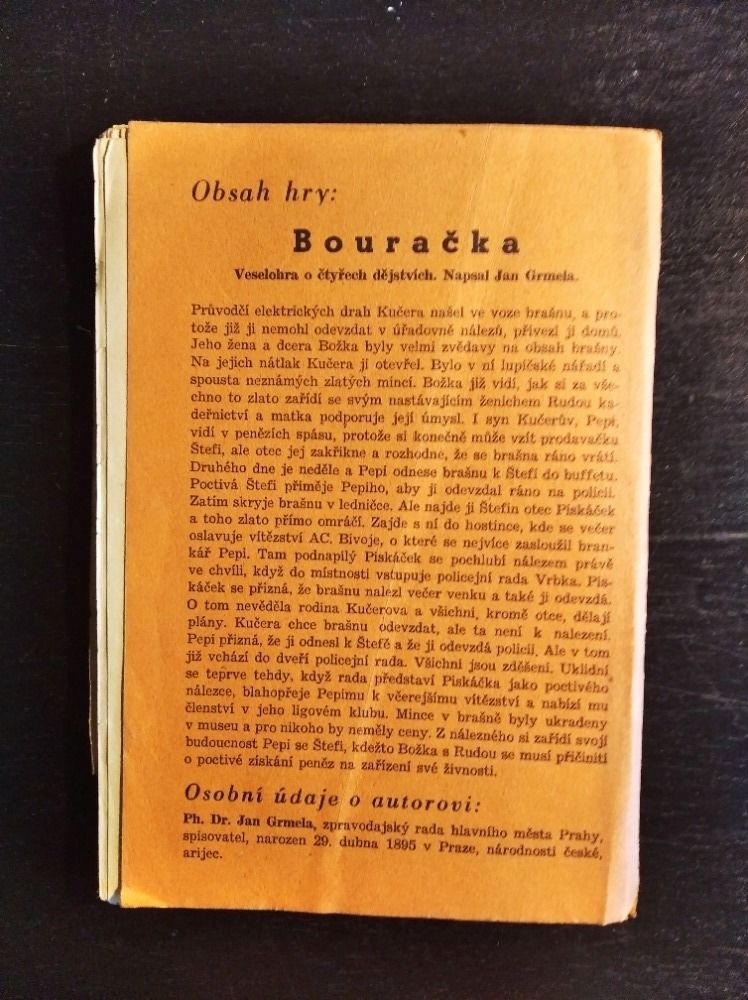 Obsah hry:
Bouračka
Veselohra o čtyřech dějstvích. Napsal Jan Grmela.
Průvodčí elektrických drah Kučera našel ve voze brašnu, a pro-
tože již ji nemohl odevzdat v úřadovně nálezů, přivezl ji domů.
Jeho žena a dcera Božka byly velmi zvědavy na obsah brašny.
Na jejich nátlak Kučera ji otevřel. Bylo v ní lupičské nářadí a
spousta neznámých zlatých mincí. Božka již vidí, jak si za vše-
chno to zlato zařídí se svým nastávajícím ženichem Rudou ka-
deřnictví a matka podporuje její úmysl. I syn Kučerův, Pepi,
vidí v penězích spásu, protože si konečně může vzít prodavačku
Štefi, ale otec jej zakřikne a rozhodne, že se brašna ráno vrátí.
Druhého dne je neděle a Pepi odnese brašnu k Štefi do buffetu.
Poctivá Štefi přiměje Pepiho, aby ji odevzdal ráno na policii.
Zatím skryje brašnu v ledničce. Ale najde ji Štefin otec Piskáček
a toho zlato přímo omráčí. Zajde s ní do hostince, kde se večer
oslavuje vítězství AC. Bivoje, o které se nejvíce zasloužil bran-
kář Pepi. Tam podnapilý Piskáček se pochlubí nálezem právě
ve chvíli, když do místnosti vstupuje policejní rada Vrbka. Pis-
káček se přizná, že brašnu nalezl večer venku a také ji odevzdá.
O tom nevěděla rodina Kučerova a všichni, kromě otce, dělají
plány. Kučera chce brašnu odevzdat, ale ta není k nalezení.
Pepi přizná, že ji odnesl k Štefě a že ji odevzdá policii. Ale v tom
již vchází do dveří policejní rada. Všichni jsou zděšeni. Uklidní
se teprve tehdy, když rada představí Piskáčka jako poctivého
nálezce, blahopřeje Pepimu k včerejšímu vítězství a nabízí mu
členství v jeho ligovém klubu. Mince v brašně byly ukradeny
v museu a pro nikoho by neměly ceny. Z nálezného si zařídí svoji
budoucnost Pepi se Štefi, kdežto Božka s Rudou se musí přičiniti
o poctivé získání peněz na zařízení své živnosti.
Osobní údaje o autorovi:
Ph. Dr. Jan Grmela, zpravodajský rada hlavního města Prahy,
spisovatel, narozen 29. dubna 1895 v Praze, národnosti české,
arijec.